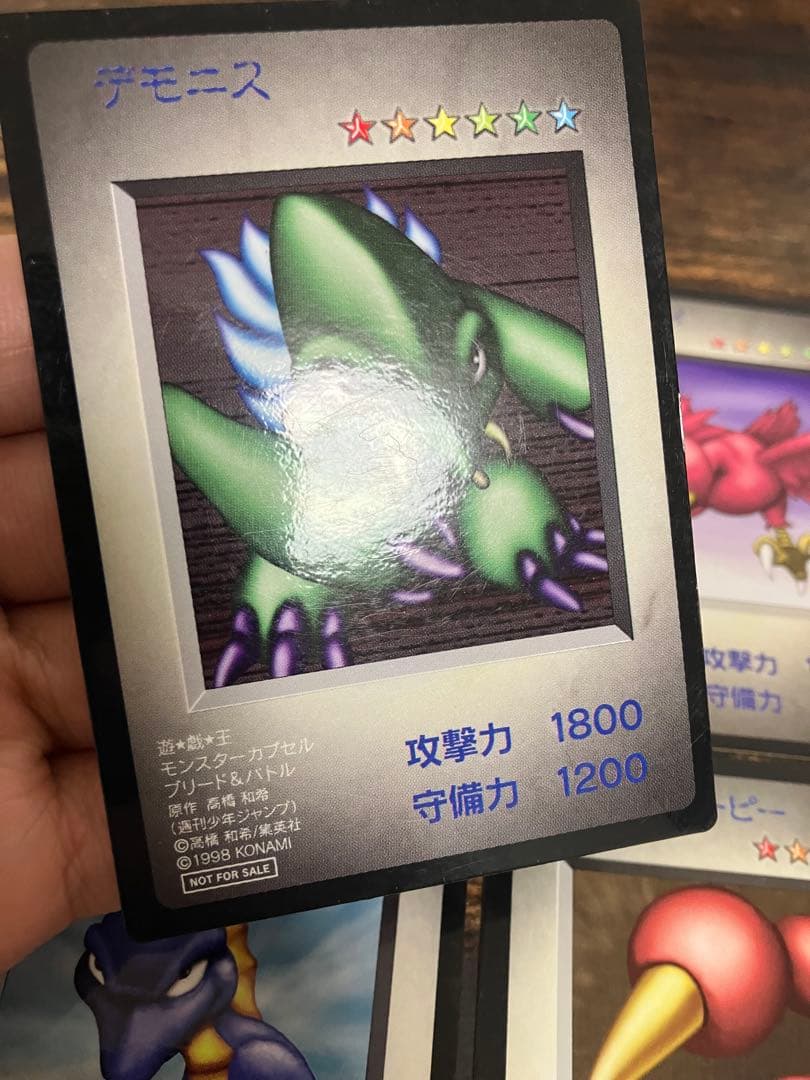 デモニス
攻撃力 1800
守備力 1200
遊★戯★王
モンスターカプセル
ブリード&バトル
原作 高橋 和希
(週刊少年ジャンプ)
©高橋 和希/集英社
©1998 KONAMI
NOT FOR SALE
攻撃力
守備力
ーピー